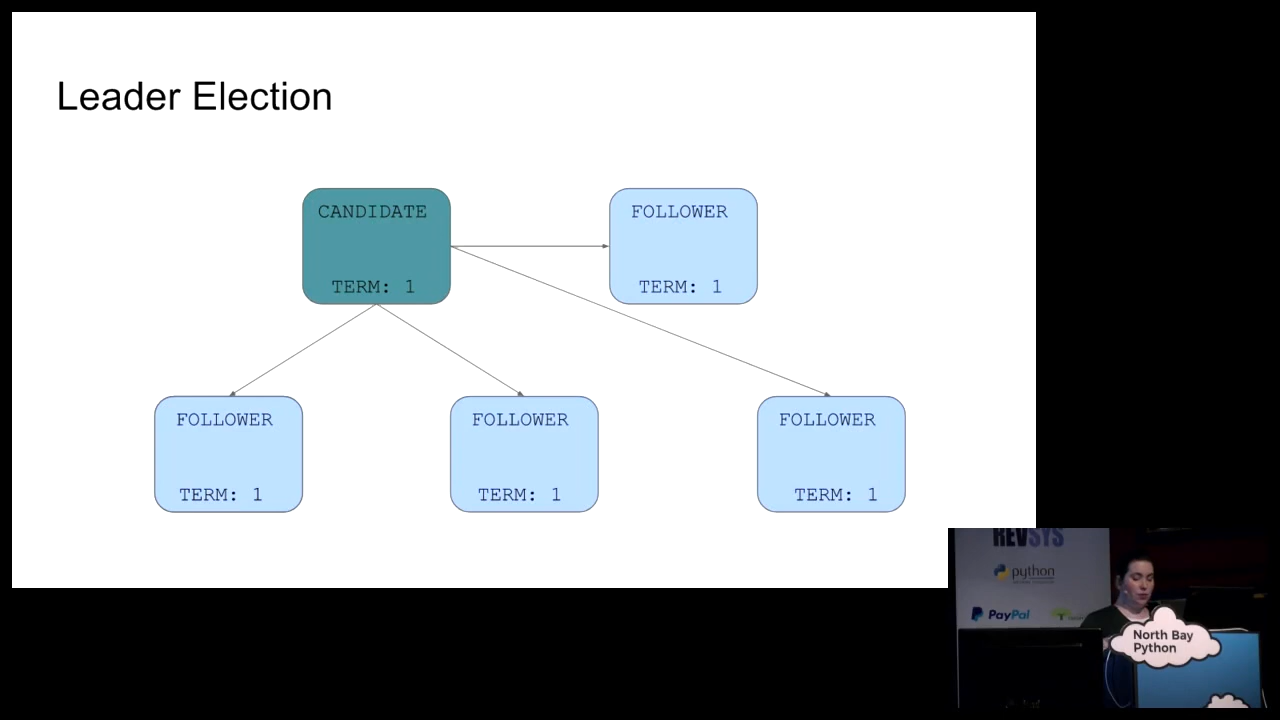 Leader Election
CANDIDATE
TERM: 1
FOLLOWER
TERM: 1
FOLLOWER
TERM: 1
FOLLOWER
TERM: 1
FOLLOWER
TERM: 1
REVSYS
python
PayPal
North Bay
Python